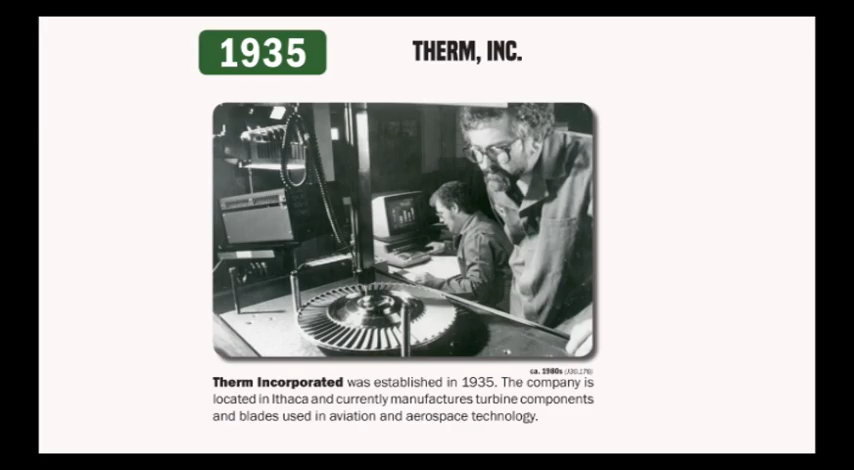 1935
THERM, INC.
ca. 1980s
Therm Incorporated was established in 1935. The company is
located in Ithaca and currently manufactures turbine components
and blades used in aviation and aerospace technology.